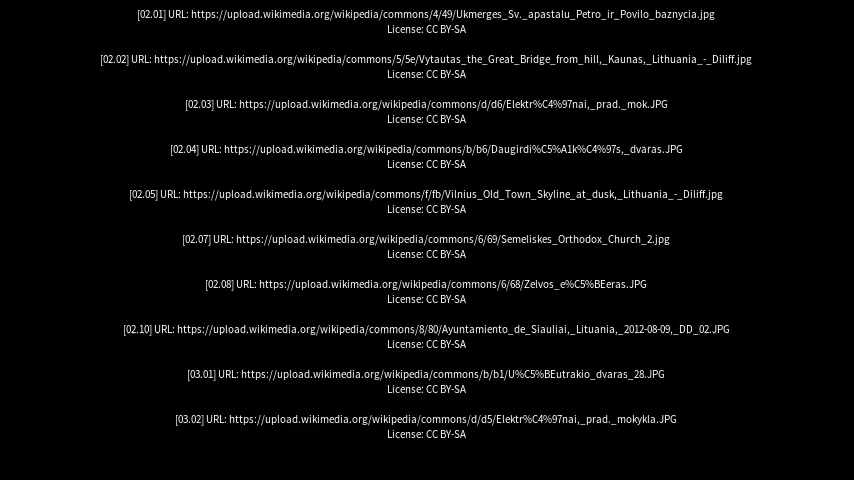 [02.01] URL: https://upload.wikimedia.org/wikipedia/commons/4/49/Ukmerges_Sv._apastalu_Petro_ir_Povilo_baznycia.jpg
License: CC BY-SA
[02.02] URL: https://upload.wikimedia.org/wikipedia/commons/5/5e/Vytautas_the_Great_Bridge_from_hill,_Kaunas,_Lithuania_-_Diliff.jpg
License: CC BY-SA
[02.03] URL: https://upload.wikimedia.org/wikipedia/commons/d/d6/Elektr%C4%97nai,_prad._mok.JPG
License: CC BY-SA
[02.04] URL: https://upload.wikimedia.org/wikipedia/commons/b/b6/Daugirdi%C5%A1k%C4%97s,_dvaras.JPG
License: CC BY-SA
[02.05] URL: https://upload.wikimedia.org/wikipedia/commons/f/fb/Vilnius_Old_Town_Skyline_at_dusk,_Lithuania_-_Diliff.jpg
License: CC BY-SA
[02.07] URL: https://upload.wikimedia.org/wikipedia/commons/6/69/Semeliskes_Orthodox_Church_2.jpg
License: CC BY-SA
[02.08] URL: https://upload.wikimedia.org/wikipedia/commons/6/68/Zelvos_e%C5%BEeras.JPG
License: CC BY-SA
[02.10] URL: https://upload.wikimedia.org/wikipedia/commons/8/80/Ayuntamiento_de_Siauliai,_Lituania,_2012-08-09,_DD_02.JPG
License: CC BY-SA
[03.01] URL: https://upload.wikimedia.org/wikipedia/commons/b/b1/U%C5%BEutrakio_dvaras_28.JPG
License: CC BY-SA
[03.02] URL: https://upload.wikimedia.org/wikipedia/commons/d/d5/Elektr%C4%97nai,_prad._mokykla.JPG
License: CC BY-SA